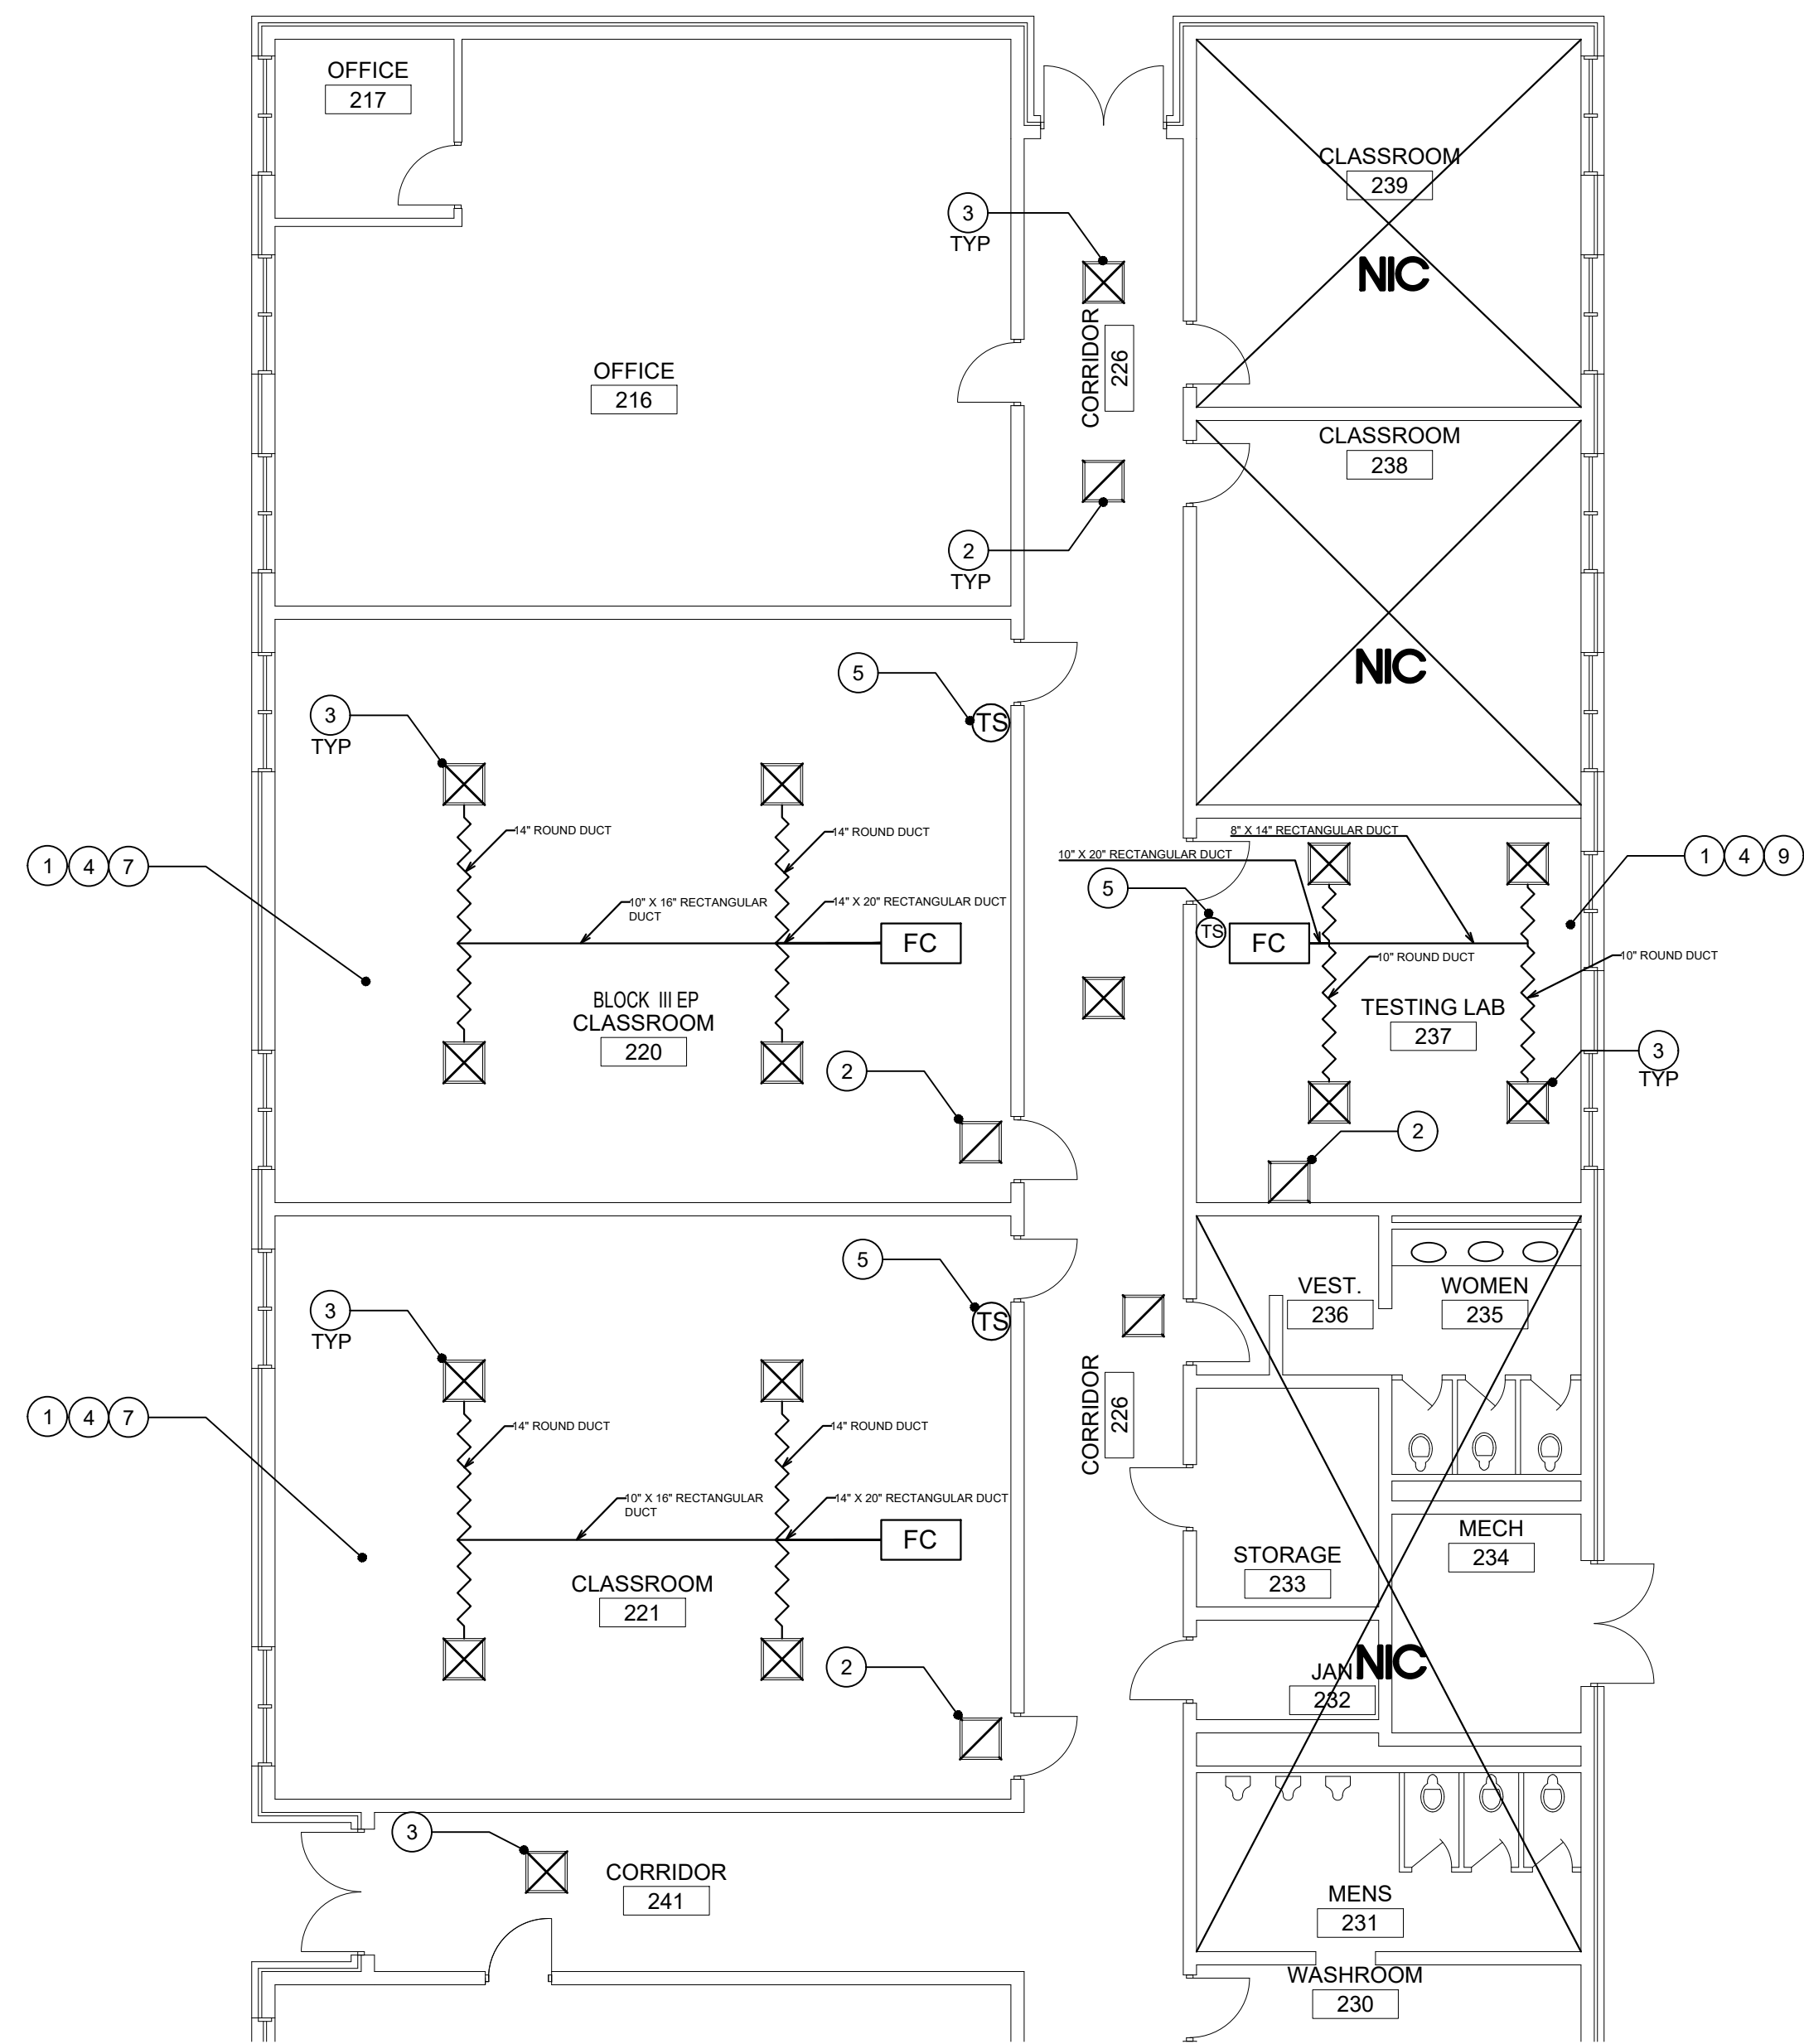 OFFICE
217
CLASSROOM
239
3
TYP
NIC
CORRIDOR
226
OFFICE
216
CLASSROOM
238
2
TYP
NIC
5
TS
3
TYP
14" ROUND DUCT
14" ROUND DUCT
8" X 14" RECTANGULAR DUCT
10" X 20" RECTANGULAR DUCT
1 4 7
1 4 9
5
TS
10" X 16" RECTANGULAR
DUCT
14" X 20" RECTANGULAR DUCT
FC
FC
10" ROUND DUCT
10" ROUND DUCT
BLOCK III EP
CLASSROOM
220
TESTING LAB
237
3
TYP
2
2
5
TS
3
TYP
VEST.
236
WOMEN
235
CORRIDOR
226
1 4 7
14" ROUND DUCT
14" ROUND DUCT
10" X 16" RECTANGULAR
DUCT
14" X 20" RECTANGULAR DUCT
FC
CLASSROOM
221
STORAGE
233
MECH
234
2
JAN
232
NIC
3
CORRIDOR
241
MENS
231
WASHROOM
230